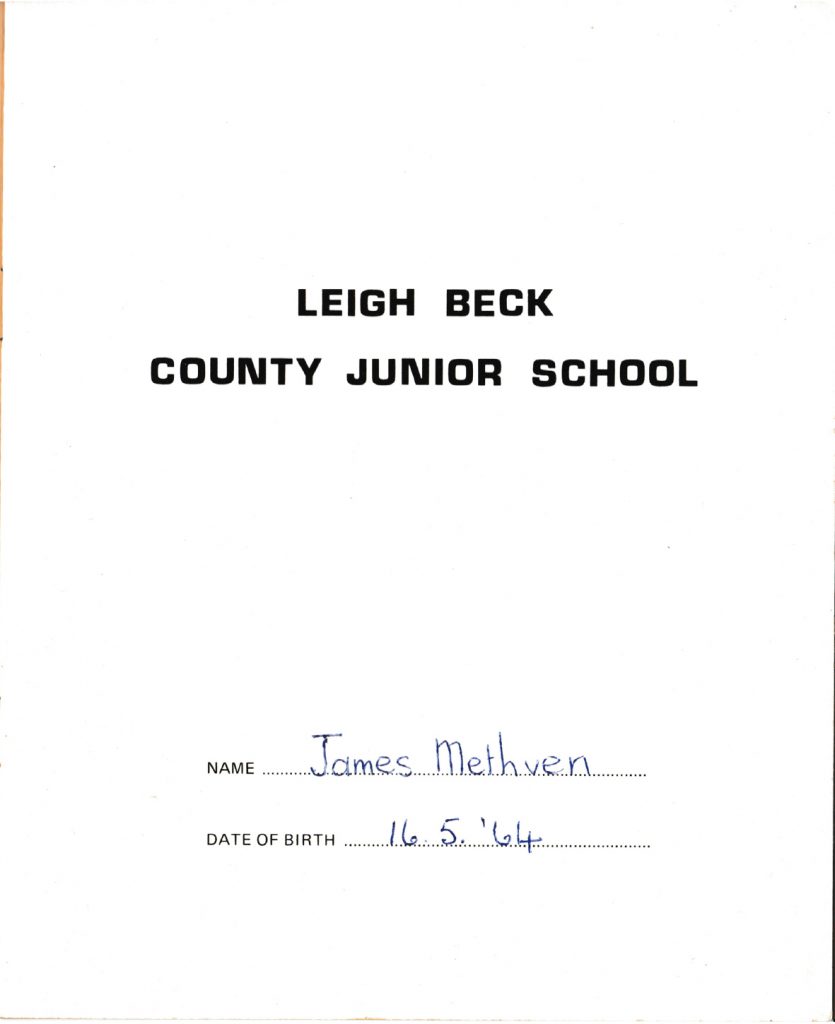 LEIGH BECK
COUNTY JUNIOR SCHOOL
NAME James Methven
DATE OF BIRTH 16. 5. '64